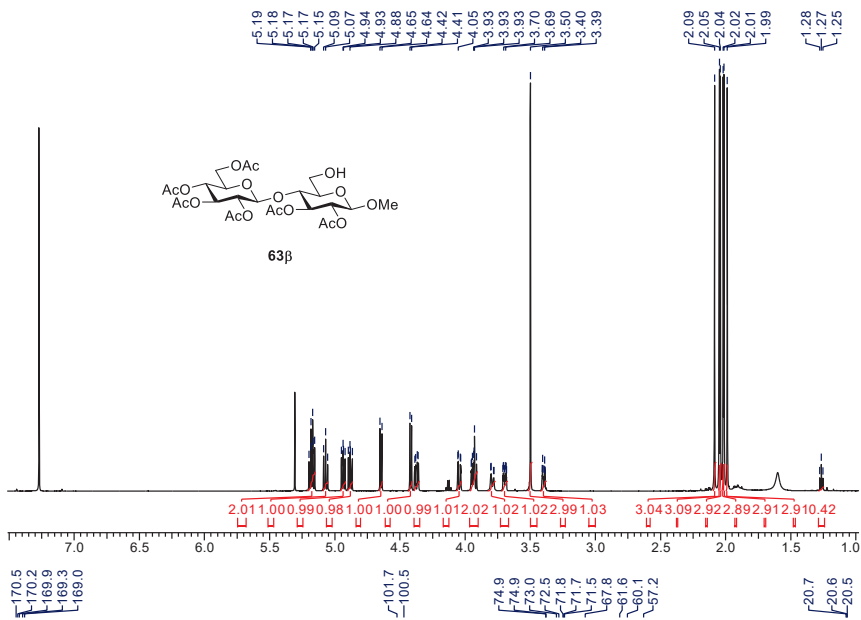 5.19 5.18 5.17 5.17 5.15 5.09 5.07 4.94 4.93 4.88 4.65 4.64 4.42 4.41 4.05 3.93 3.93 3.93 3.70 3.69 3.50 3.40 3.39 2.09 2.05 2.04 2.02 2.01 1.99 1.28 1.27 1.25
OAc OH
AcO O O
AcO O OMe
AcO AcO
AcO
63β
2.01 1.00 0.99 0.98 1.00 1.00 0.99 1.01 2.02 1.02 1.02 2.99 1.03 3.04 3.09 2.92 2.89 2.91 2.91 0.42
6.5 6.0 5.5 5.0 4.5 4.0 3.5 3.0 2.5 2.0 1.5 1.0
170.5 170.2 169.9 169.3 169.0 101.7 100.5 74.9 74.9 73.0 72.5 71.8 71.7 71.5 67.8 61.6 60.1 57.2 20.7 20.6 20.5